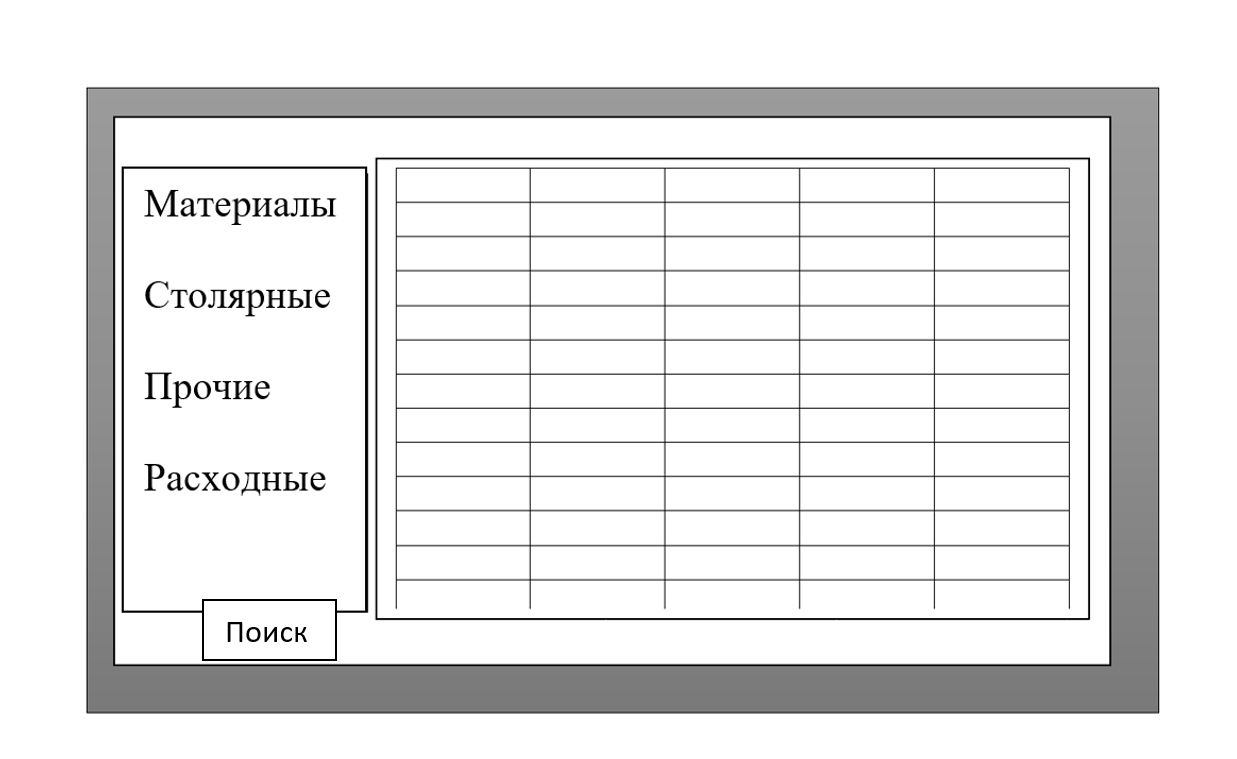 Материалы
Столярные
Прочие
Расходные
Поиск